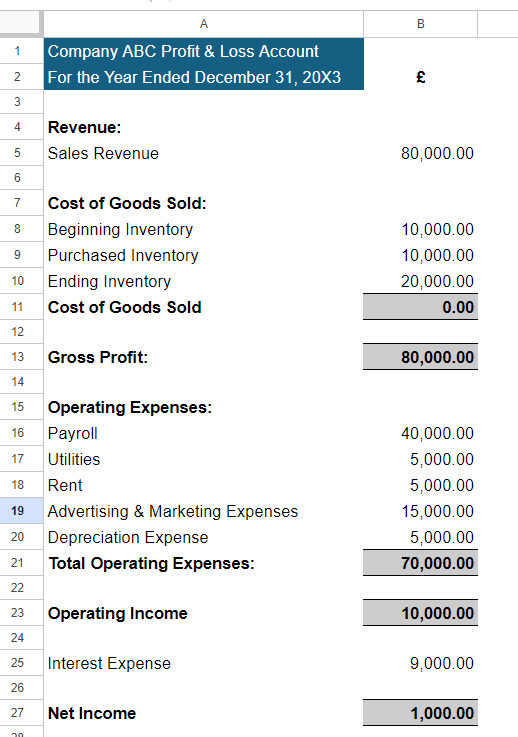 A B
1 Company ABC Profit & Loss Account
2 For the Year Ended December 31, 20X3 £
3
4 Revenue:
5 Sales Revenue 80,000.00
6
7 Cost of Goods Sold:
8 Beginning Inventory 10,000.00
9 Purchased Inventory 10,000.00
10 Ending Inventory 20,000.00
11 Cost of Goods Sold 0.00
12
13 Gross Profit: 80,000.00
14
15 Operating Expenses:
16 Payroll 40,000.00
17 Utilities 5,000.00
18 Rent 5,000.00
19 Advertising & Marketing Expenses 15,000.00
20 Depreciation Expense 5,000.00
21 Total Operating Expenses: 70,000.00
22
23 Operating Income 10,000.00
24
25 Interest Expense 9,000.00
26
27 Net Income 1,000.00